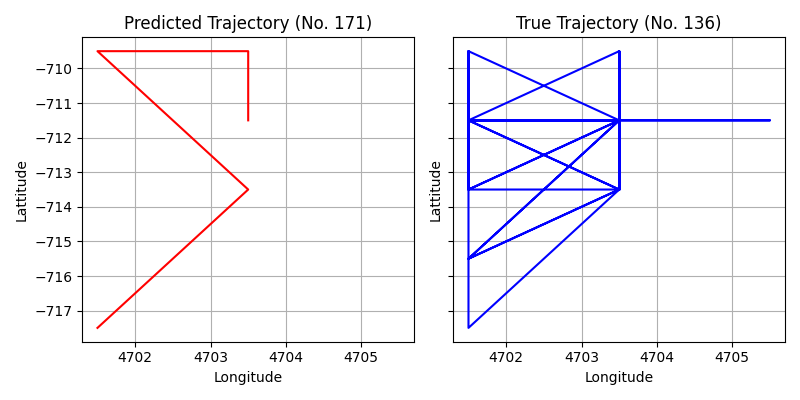 Predicted Trajectory (No. 171)
True Trajectory (No. 136)
Lattitude
−710
−711
−712
−713
−714
−715
−716
−717
4702
4703
4704
4705
Longitude
Lattitude
4702
4703
4704
4705
Longitude